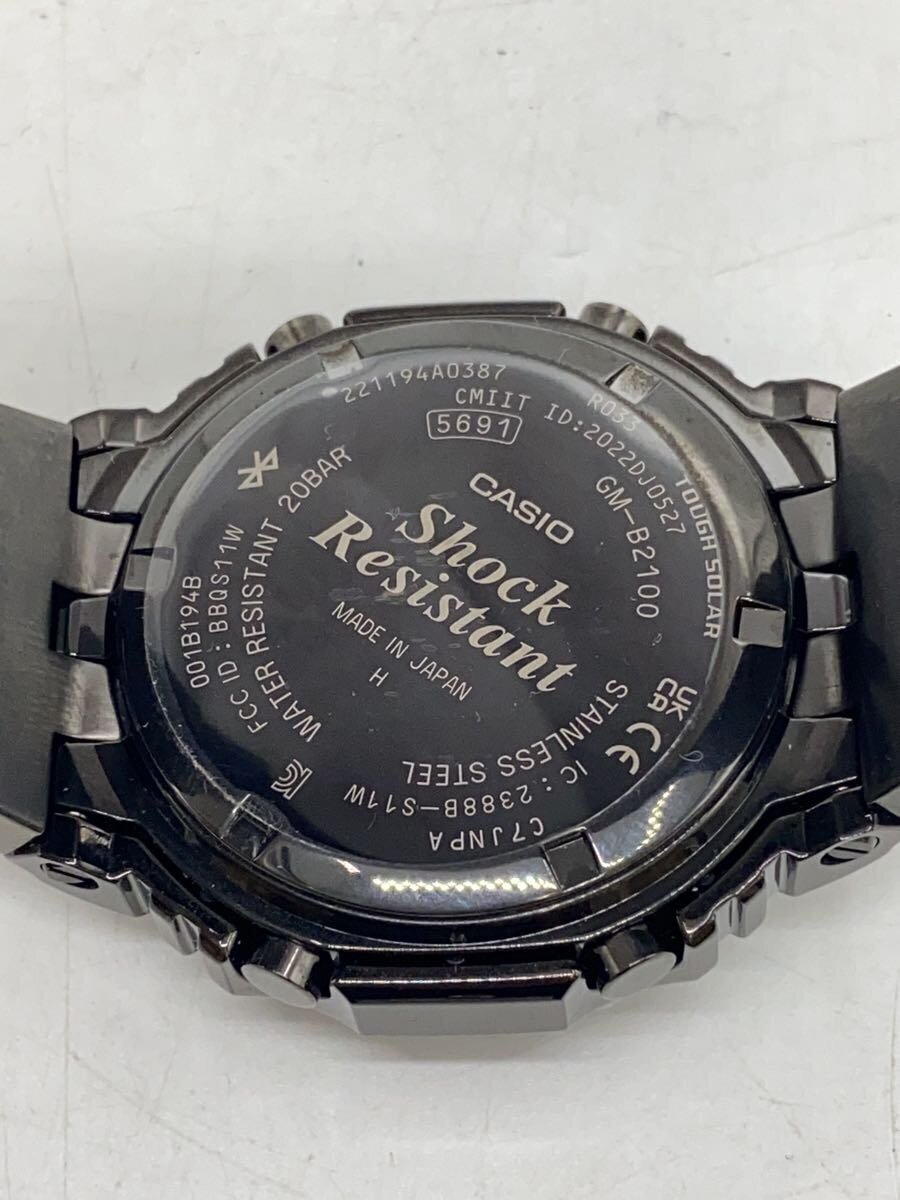 221194A0387 R033
CMIIT ID:2022DJ0527
5691
TOUGH SOLAR
GM-B2100
CASIO
Shock
Resistant
MADE IN JAPAN
H
WATER RESISTANT 20BAR
FCC ID:BBQS11W
001B194B
STAINLESS STEEL
IC:2388B-S11W
C7JNPA
UK
CA
CE